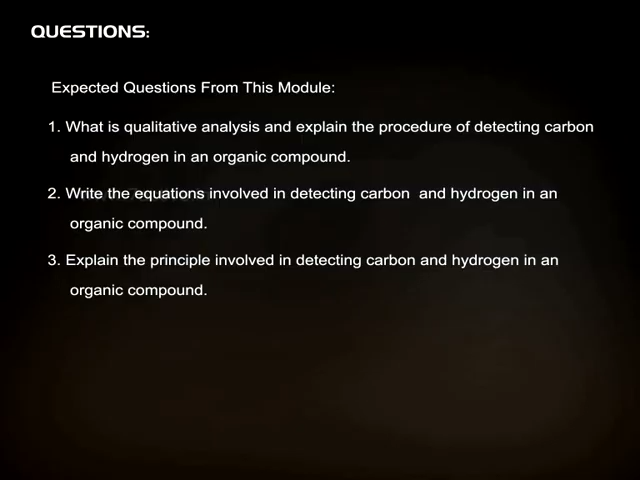 QUESTIONS:
Expected Questions From This Module:
1. What is qualitative analysis and explain the procedure of detecting carbon
and hydrogen in an organic compound.
2. Write the equations involved in detecting carbon and hydrogen in an
organic compound.
3. Explain the principle involved in detecting carbon and hydrogen in an
organic compound.